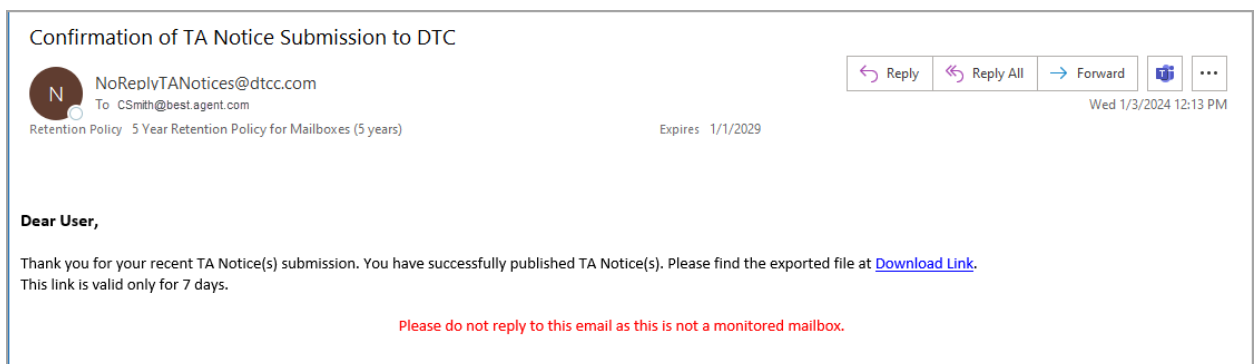 Confirmation of TA Notice Submission to DTC
N
NoReplyTANotices@dtcc.com
To CSmith@best.agent.com
Reply
Reply All
Forward
Wed 1/3/2024 12:13 PM
Retention Policy 5 Year Retention Policy for Mailboxes (5 years)
Expires 1/1/2029
Dear User,
Thank you for your recent TA Notice(s) submission. You have successfully published TA Notice(s). Please find the exported file at Download Link.
This link is valid only for 7 days.
Please do not reply to this email as this is not a monitored mailbox.